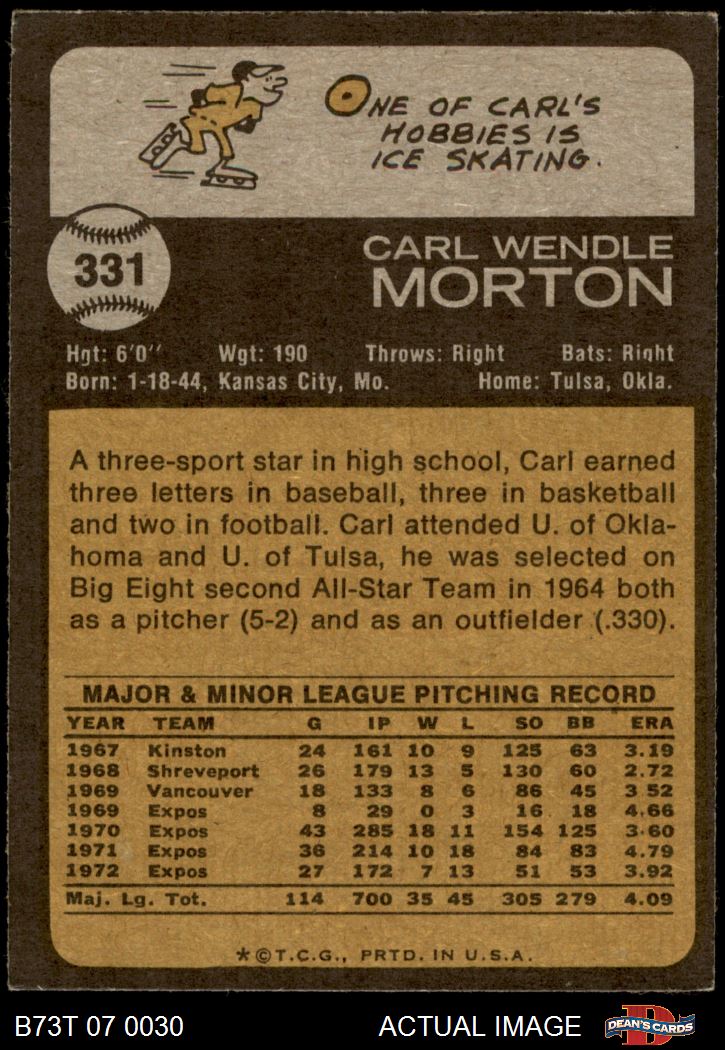 ONE OF CARL'S
HOBBIES IS
ICE SKATING.
331
CARL WENDLE
MORTON
Hgt: 6'0'' Wgt: 190 Throws: Right Bats: Right
Born: 1-18-44, Kansas City, Mo. Home: Tulsa, Okla.
A three-sport star in high school, Carl earned
three letters in baseball, three in basketball
and two in football. Carl attended U. of Okla-
homa and U. of Tulsa, he was selected on
Big Eight second All-Star Team in 1964 both
as a pitcher (5-2) and as an outfielder (.330).
MAJOR & MINOR LEAGUE PITCHING RECORD
YEAR TEAM G IP W L SO BB ERA
1967 Kinston 24 161 10 9 125 63 3.19
1968 Shreveport 26 179 13 5 130 60 2.72
1969 Vancouver 18 133 8 6 86 45 3.52
1969 Expos 8 29 0 3 16 18 4.66
1970 Expos 43 285 18 11 154 125 3.60
1971 Expos 36 214 10 18 84 83 4.79
1972 Expos 27 172 7 13 51 53 3.92
Maj. Lg. Tot. 114 700 35 45 305 279 4.09
*©T.C.G., PRTD. IN U.S.A.
B73T 07 0030 ACTUAL IMAGE D DEAN'S CARDS